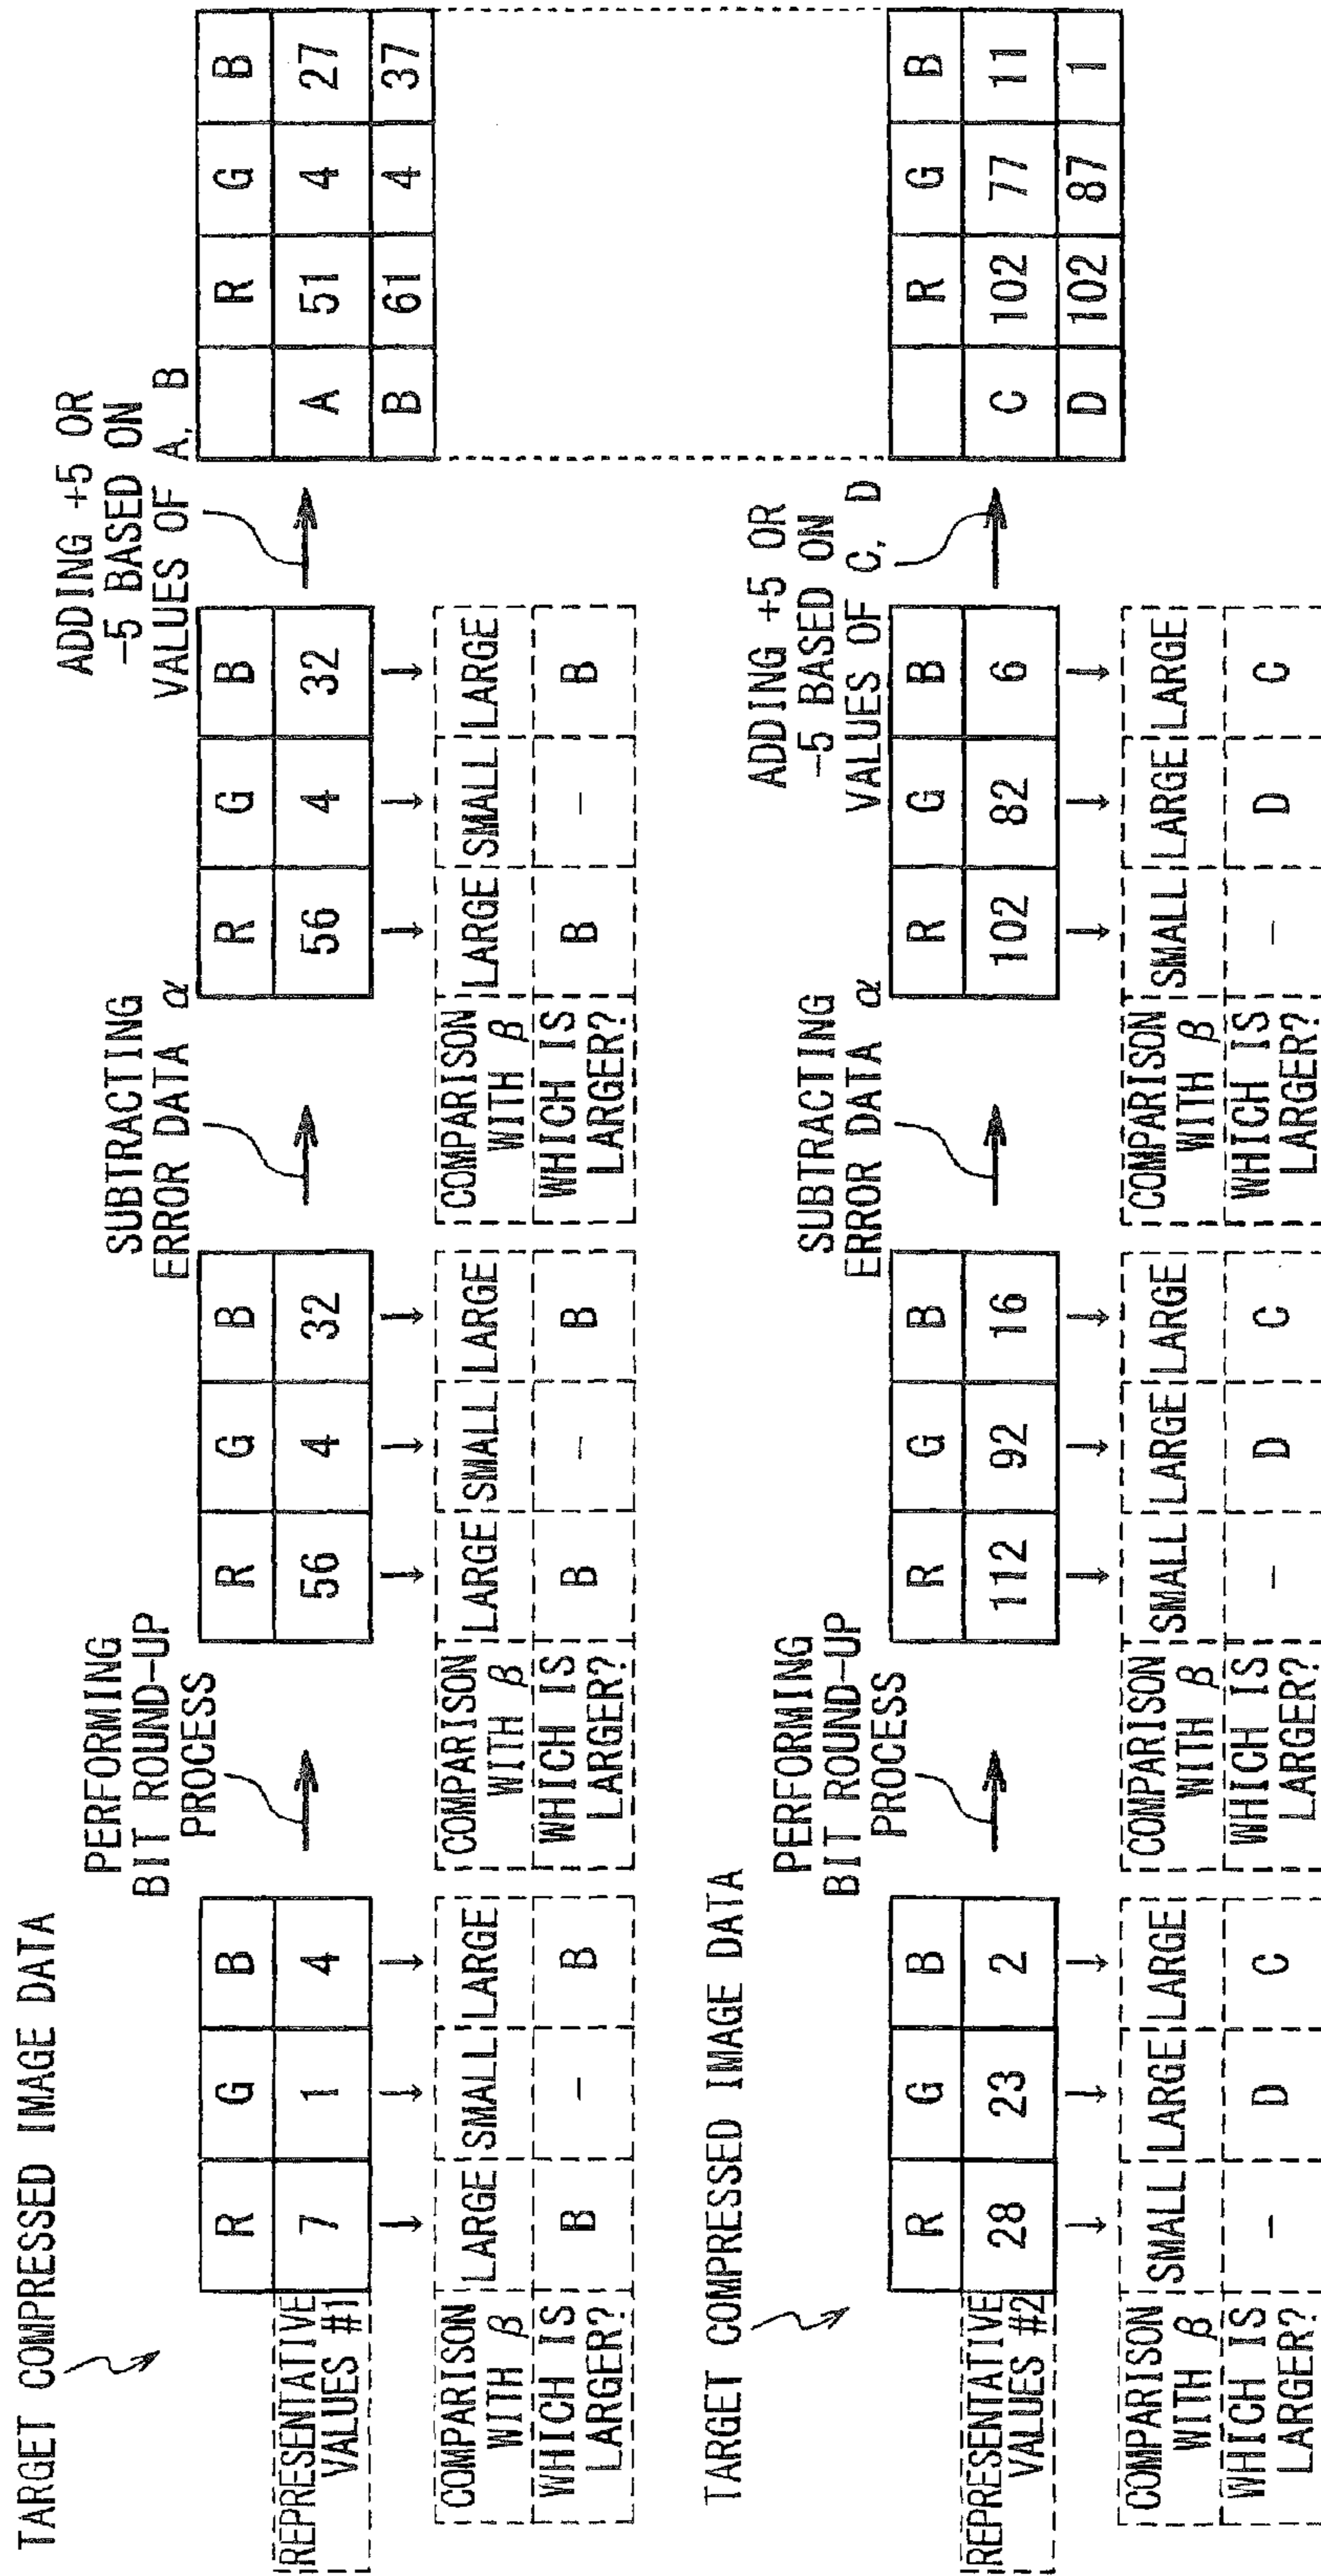 TARGET COMPRESSED IMAGE DATA
REPRESENTATIVE
VALUES #1
R G B
7 1 4
↓ ↓ ↓
COMPARISON
WITH β
LARGE SMALL LARGE
WHICH IS
LARGER?
B – B
PERFORMING
BIT ROUND-UP
PROCESS
R G B
56 4 32
↓ ↓ ↓
COMPARISON
WITH β
LARGE SMALL LARGE
WHICH IS
LARGER?
B – B
SUBTRACTING
ERROR DATA α
R G B
56 4 32
↓ ↓ ↓
COMPARISON
WITH β
LARGE SMALL LARGE
WHICH IS
LARGER?
B – B
ADDING +5 OR
-5 BASED ON
VALUES OF A, B
R G B
A 51 4 27
B 61 4 37
TARGET COMPRESSED IMAGE DATA
REPRESENTATIVE
VALUES #2
R G B
28 23 2
↓ ↓ ↓
COMPARISON
WITH β
SMALL LARGE LARGE
WHICH IS
LARGER?
– D C
PERFORMING
BIT ROUND-UP
PROCESS
R G B
112 92 16
↓ ↓ ↓
COMPARISON
WITH β
SMALL LARGE LARGE
WHICH IS
LARGER?
– D C
SUBTRACTING
ERROR DATA α
R G B
102 82 6
↓ ↓ ↓
COMPARISON
WITH β
SMALL LARGE LARGE
WHICH IS
LARGER?
– D C
ADDING +5 OR
-5 BASED ON
VALUES OF C, D
R G B
C 102 77 11
D 102 87 1